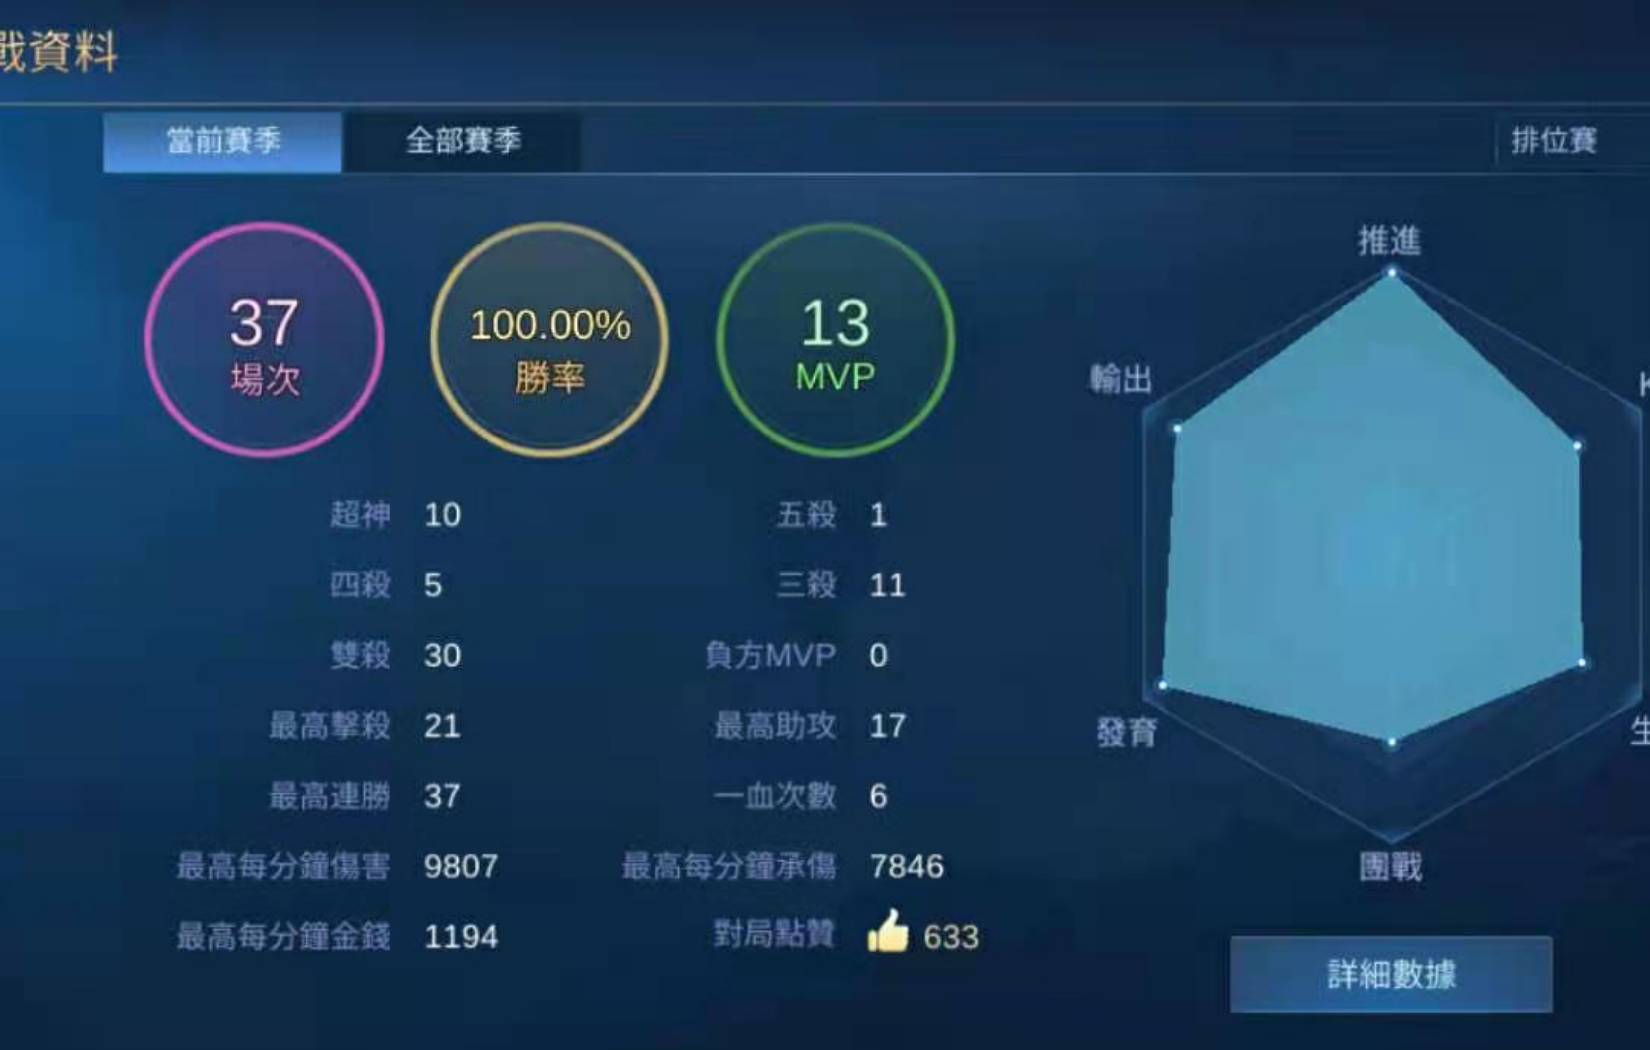 戰資料
當前賽季 全部賽季 排位賽
37
場次
100.00%
勝率
13
MVP
超神 10 五殺 1
四殺 5 三殺 11
雙殺 30 負方MVP 0
最高擊殺 21 最高助攻 17
最高連勝 37 一血次數 6
最高每分鐘傷害 9807 最高每分鐘承傷 7846
最高每分鐘金錢 1194 對局點贊 633
推進
輸出 K
發育 生
團戰
詳細數據